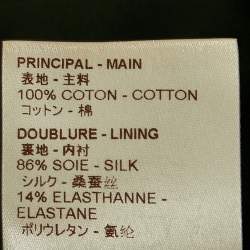 PRINCIPAL - MAIN
表地 - 主料
100% COTON - COTTON
コットン - 棉
DOUBLURE - LINING
裏地 - 内衬
86% SOIE - SILK
シルク - 桑蚕丝
14% ELASTHANNE -
ELASTANE
ポリウレタン - 氨纶